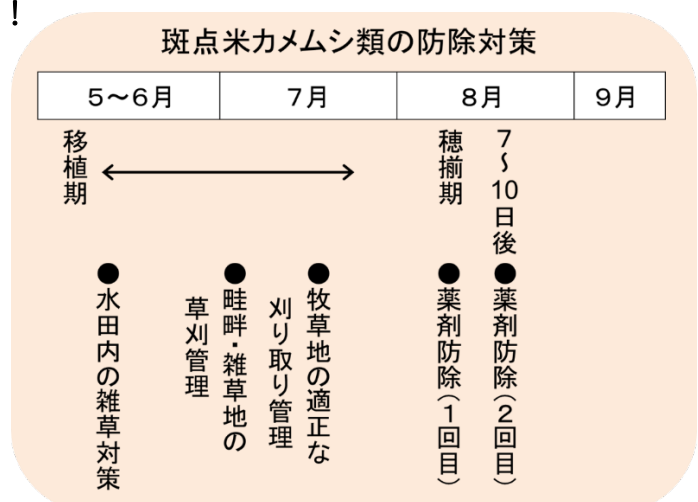 ！
斑点米カメムシ類の防除対策
５～６月
７月
８月
９月
移植期
穂揃期
７～10日後
●水田内の雑草対策
●畦畔・雑草地の
草刈管理
●牧草地の適正な
刈り取り管理
●薬剤防除（１回目）
●薬剤防除（２回目）